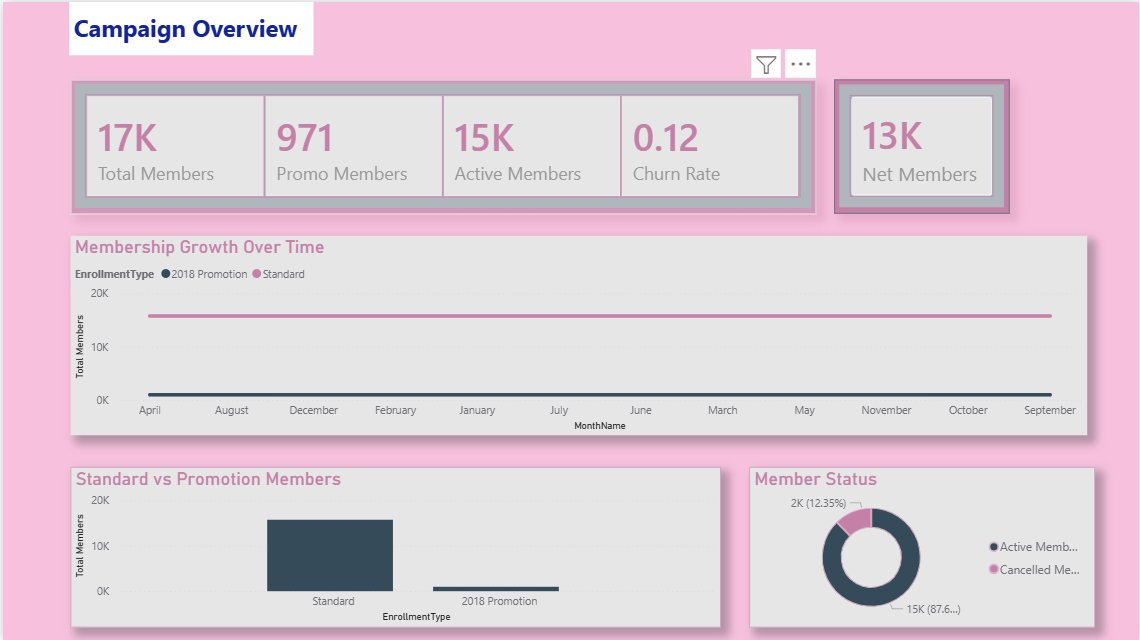 Campaign Overview
17K
Total Members
971
Promo Members
15K
Active Members
0.12
Churn Rate
13K
Net Members
Membership Growth Over Time
EnrollmentType 2018 Promotion Standard
20K
10K
0K
Total Members
April August December February January July June March May November October September
MonthName
Standard vs Promotion Members
20K
10K
0K
Total Members
Standard 2018 Promotion
EnrollmentType
Member Status
2K (12.35%)
15K (87.6...)
Active Memb...
Cancelled Me...